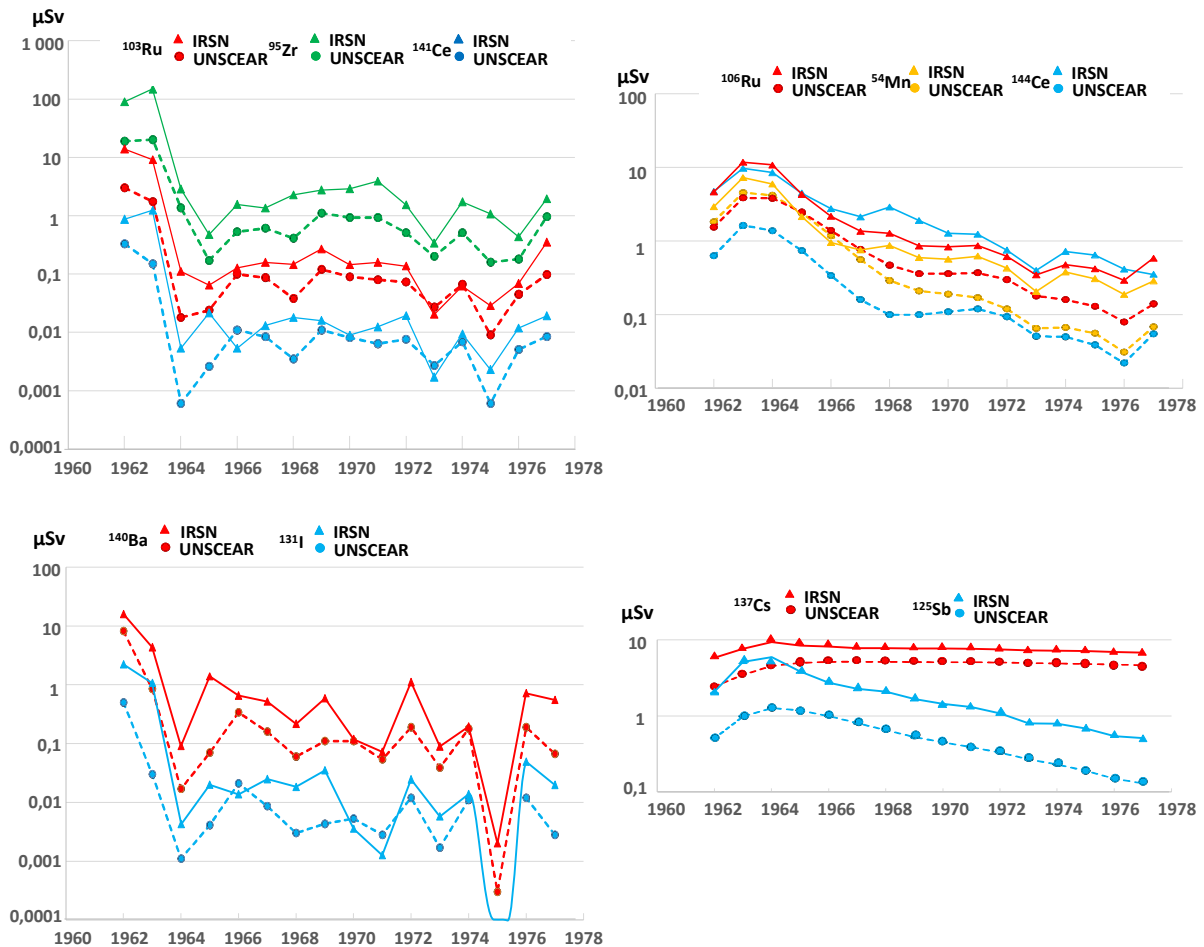 µSv
¹⁰³Ru IRSN ⁹⁵Zr IRSN ¹⁴¹Ce IRSN
UNSCEAR UNSCEAR UNSCEAR
1 000
100
10
1
0,1
0,01
0,001
0,0001
1960 1962 1964 1966 1968 1970 1972 1974 1976 1978
µSv
¹⁰⁶Ru IRSN ⁵⁴Mn IRSN ¹⁴⁴Ce IRSN
UNSCEAR UNSCEAR UNSCEAR
100
10
1
0,1
0,01
1960 1962 1964 1966 1968 1970 1972 1974 1976 1978
µSv
¹⁴⁰Ba IRSN ¹³¹I IRSN
UNSCEAR UNSCEAR
100
10
1
0,1
0,01
0,001
0,0001
1960 1962 1964 1966 1968 1970 1972 1974 1976 1978
µSv
¹³⁷Cs IRSN ¹²⁵Sb IRSN
UNSCEAR UNSCEAR
10
1
0,1
1960 1962 1964 1966 1968 1970 1972 1974 1976 1978